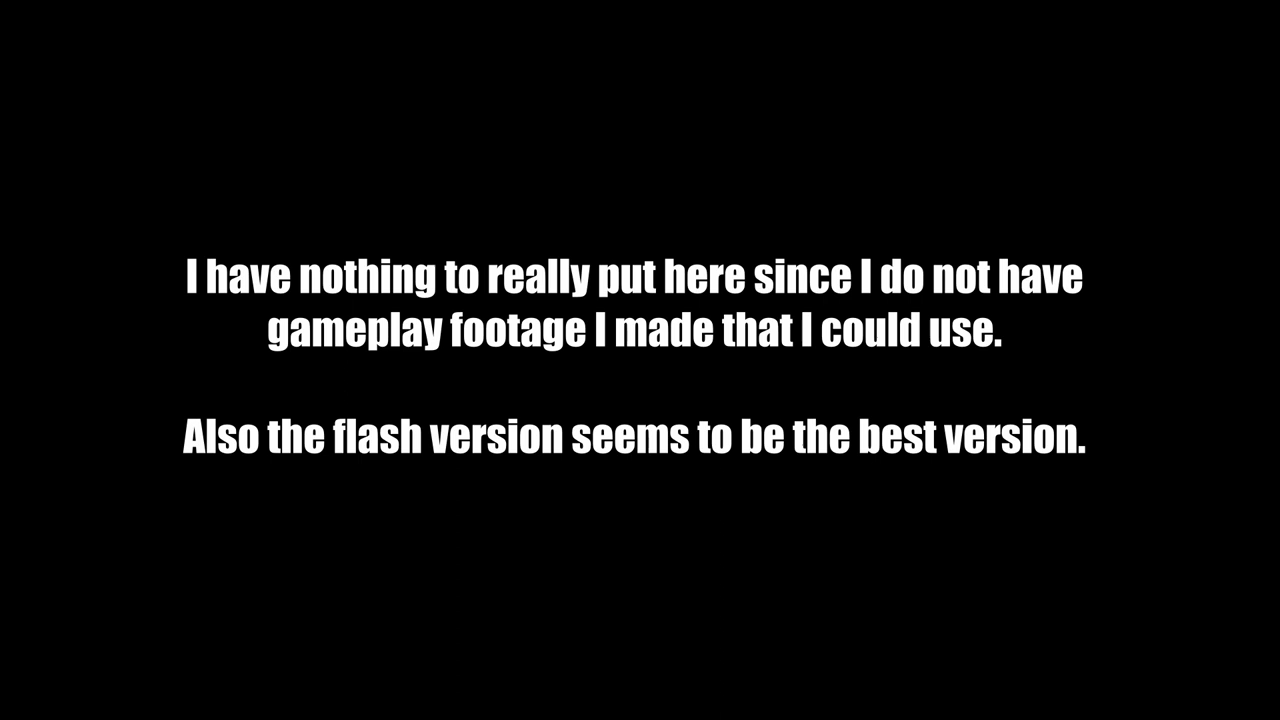 I have nothing to really put here since I do not have
gameplay footage I made that I could use.
Also the flash version seems to be the best version.